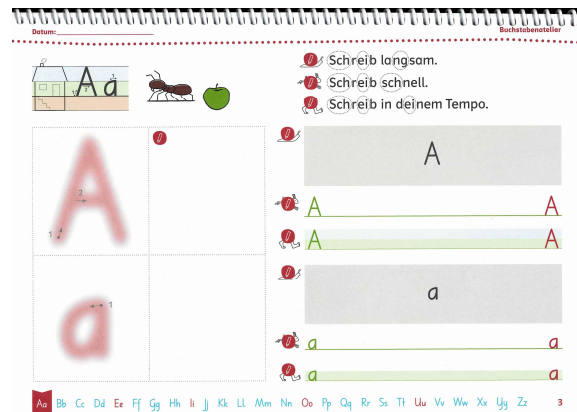 Datum:
Buchstabenatelier
Aa
Schreib langsam.
Schreib schnell.
Schreib in deinem Tempo.
A
A
2
1
A A
A A
a
1
a
a a
a a
Aa Bb Cc Dd Ee Ff Gg Hh Ii Jj Kk Ll Mm Nn Oo Pp Qq Rr Ss Tt Uu Vv Ww Xx Yy Zz 3